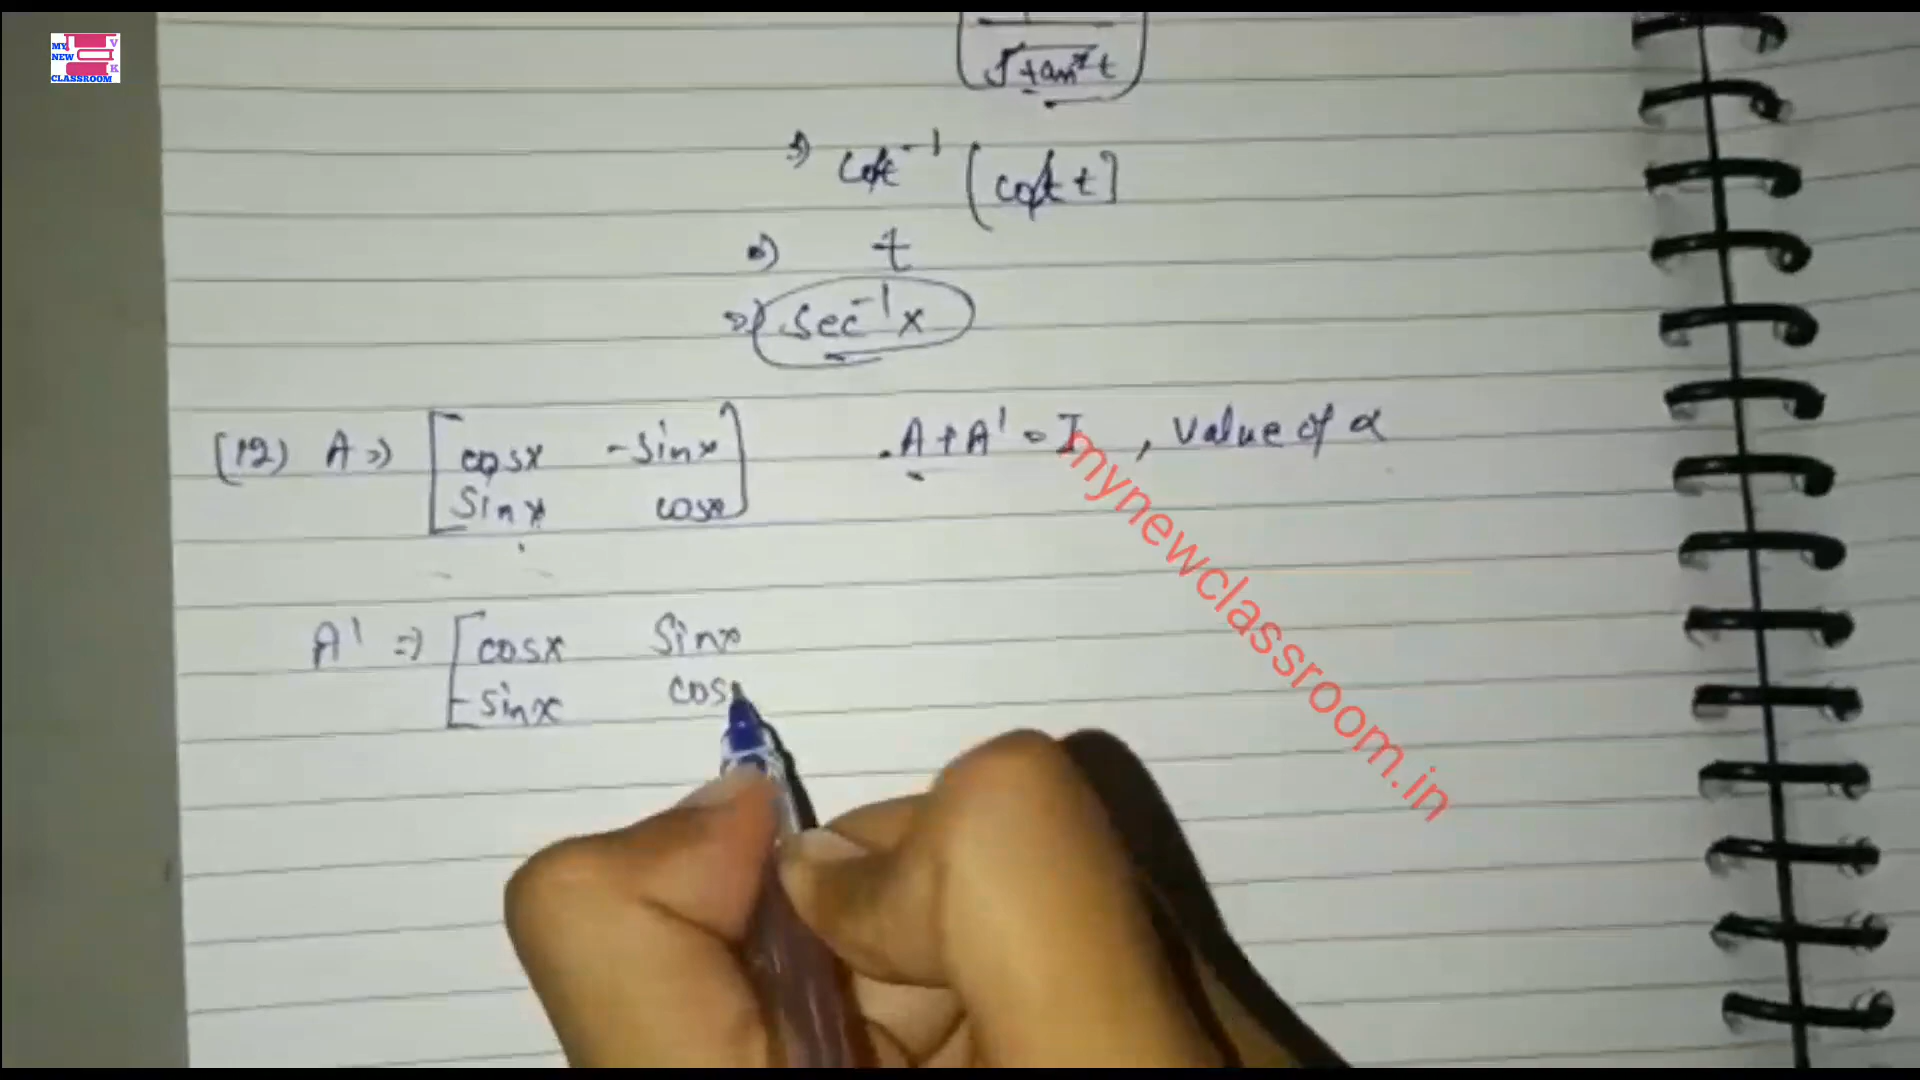 MY NEW CLASSROOM V K
√tan²t
⇒ cot⁻¹ (cot t]
⇒ t
⇒ sec⁻¹x
(12) A ⇒ [cosx -sinx A + A' = I, value of α
sinx cosx]
A' ⇒ [cosx sinx
-sinx cos
mynewclassroom.in